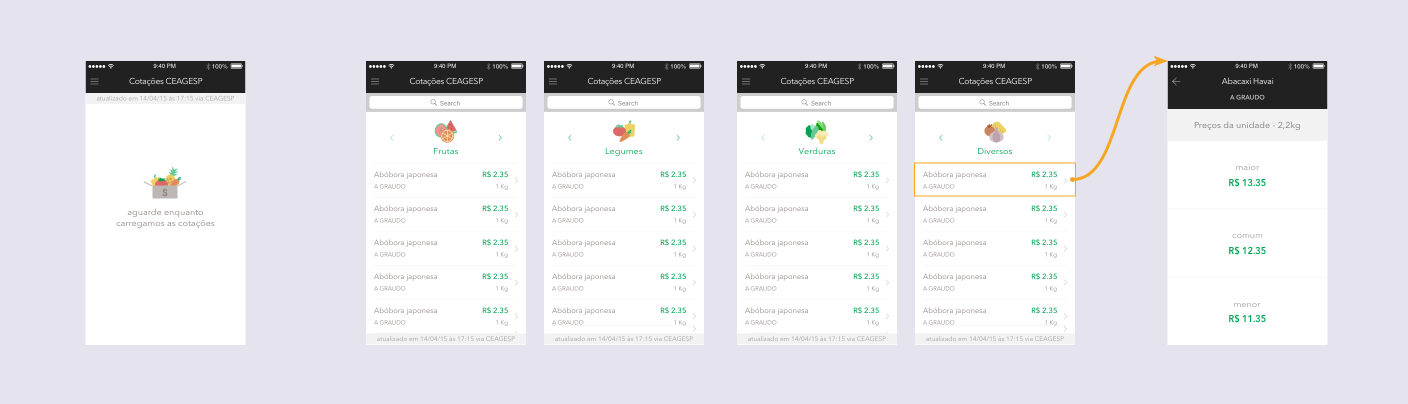 9:40 PM
100%
Cotações CEAGESP
atualizado em 14/04/15 às 17:15 via CEAGESP
$
aguarde enquanto
carregamos as cotações
9:40 PM
100%
Cotações CEAGESP
Search
Frutas
Abóbora japonesa R$ 2.35
A GRAUDO 1 Kg
Abóbora japonesa R$ 2.35
A GRAUDO 1 Kg
Abóbora japonesa R$ 2.35
A GRAUDO 1 Kg
Abóbora japonesa R$ 2.35
A GRAUDO 1 Kg
Abóbora japonesa R$ 2.35
A GRAUDO 1 Kg
atualizado em 14/04/15 às 17:15 via CEAGESP
9:40 PM
100%
Cotações CEAGESP
Search
Legumes
Abóbora japonesa R$ 2.35
A GRAUDO 1 Kg
Abóbora japonesa R$ 2.35
A GRAUDO 1 Kg
Abóbora japonesa R$ 2.35
A GRAUDO 1 Kg
Abóbora japonesa R$ 2.35
A GRAUDO 1 Kg
Abóbora japonesa R$ 2.35
A GRAUDO 1 Kg
atualizado em 14/04/15 às 17:15 via CEAGESP
9:40 PM
100%
Cotações CEAGESP
Search
Verduras
Abóbora japonesa R$ 2.35
A GRAUDO 1 Kg
Abóbora japonesa R$ 2.35
A GRAUDO 1 Kg
Abóbora japonesa R$ 2.35
A GRAUDO 1 Kg
Abóbora japonesa R$ 2.35
A GRAUDO 1 Kg
Abóbora japonesa R$ 2.35
A GRAUDO 1 Kg
atualizado em 14/04/15 às 17:15 via CEAGESP
9:40 PM
100%
Cotações CEAGESP
Search
Diversos
Abóbora japonesa R$ 2.35
A GRAUDO 1 Kg
Abóbora japonesa R$ 2.35
A GRAUDO 1 Kg
Abóbora japonesa R$ 2.35
A GRAUDO 1 Kg
Abóbora japonesa R$ 2.35
A GRAUDO 1 Kg
Abóbora japonesa R$ 2.35
A GRAUDO 1 Kg
atualizado em 14/04/15 às 17:15 via CEAGESP
9:40 PM
100%
Abacaxi Havaí
A GRAUDO
Preços da unidade - 2,2kg
maior
R$ 13.35
comum
R$ 12.35
menor
R$ 11.35